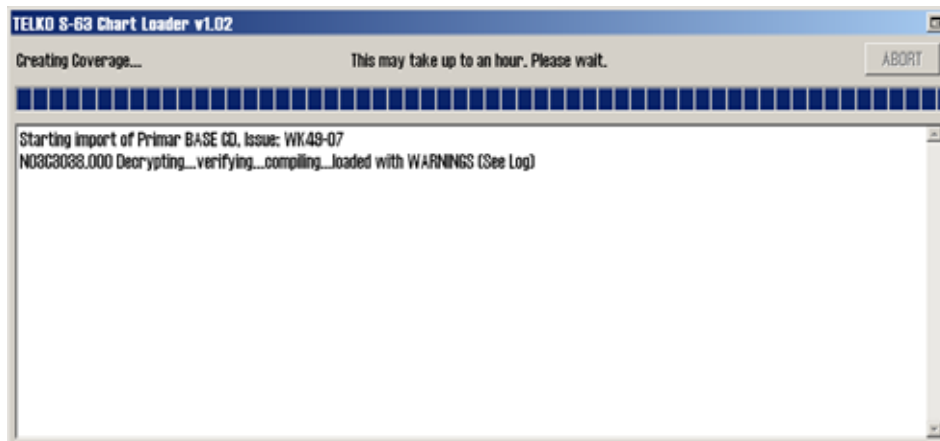 TELKO S-63 Chart Loader v1.02
Creating Coverage... This may take up to an hour. Please wait. ABORT
Starting import of Primar BASE CD, Issue: WK49-07
NO3C3038.000 Decrypting...verifying...compiling...loaded with WARNINGS (See Log)